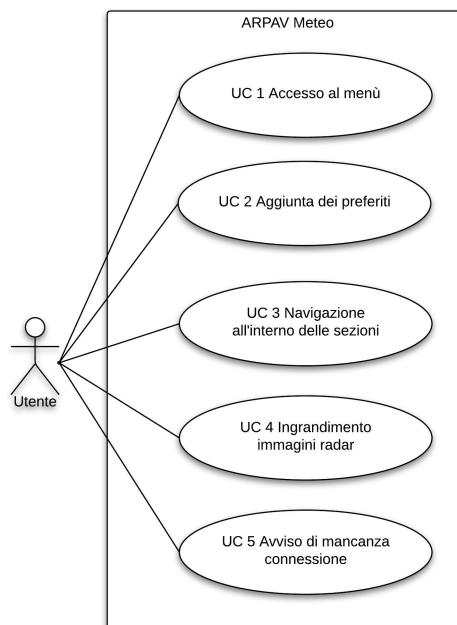 ARPAV Meteo
UC 1 Accesso al menù
UC 2 Aggiunta dei preferiti
UC 3 Navigazione
all'interno delle sezioni
Utente
UC 4 Ingrandimento
immagini radar
UC 5 Avviso di mancanza
connessione